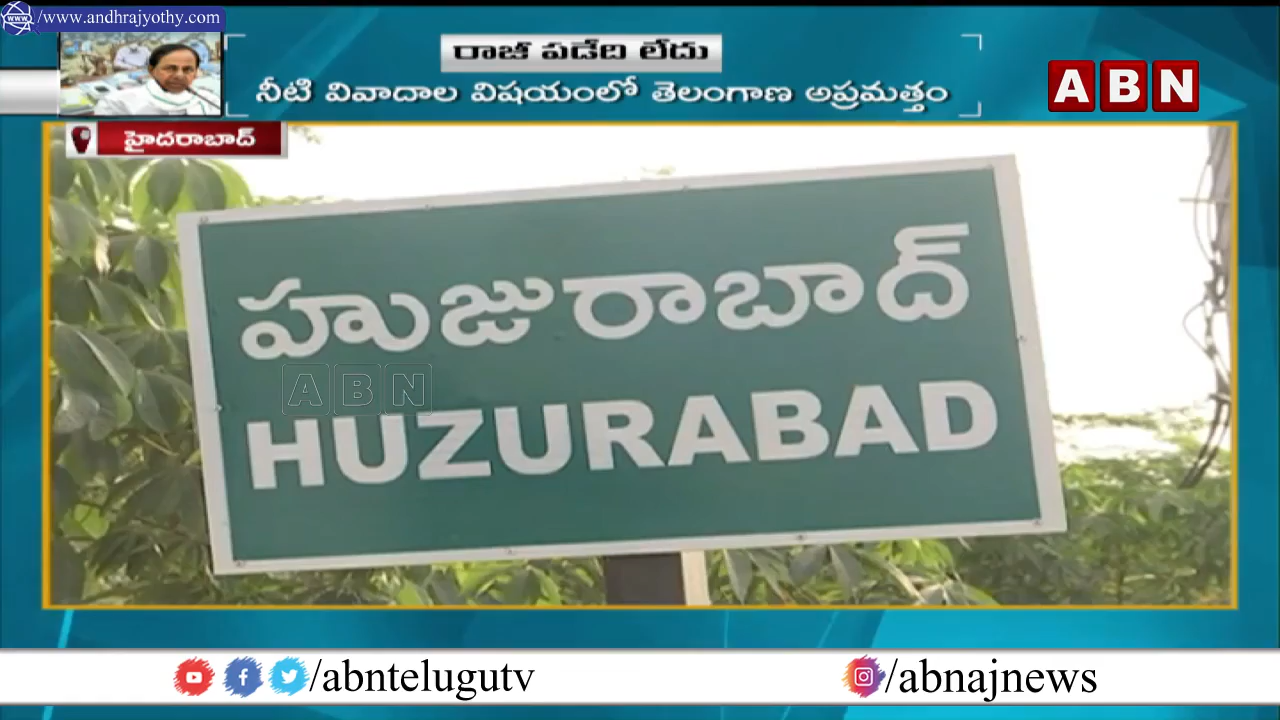 /www.andhrajyothy.com
రాజీ పడేది లేదు
నీటి వివాదాల విషయంలో తెలంగాణ అప్రమత్తం
ABN
హైదరాబాద్
హుజురాబాద్
ABN
HUZURABAD
/abntelugutv
/abnajnews